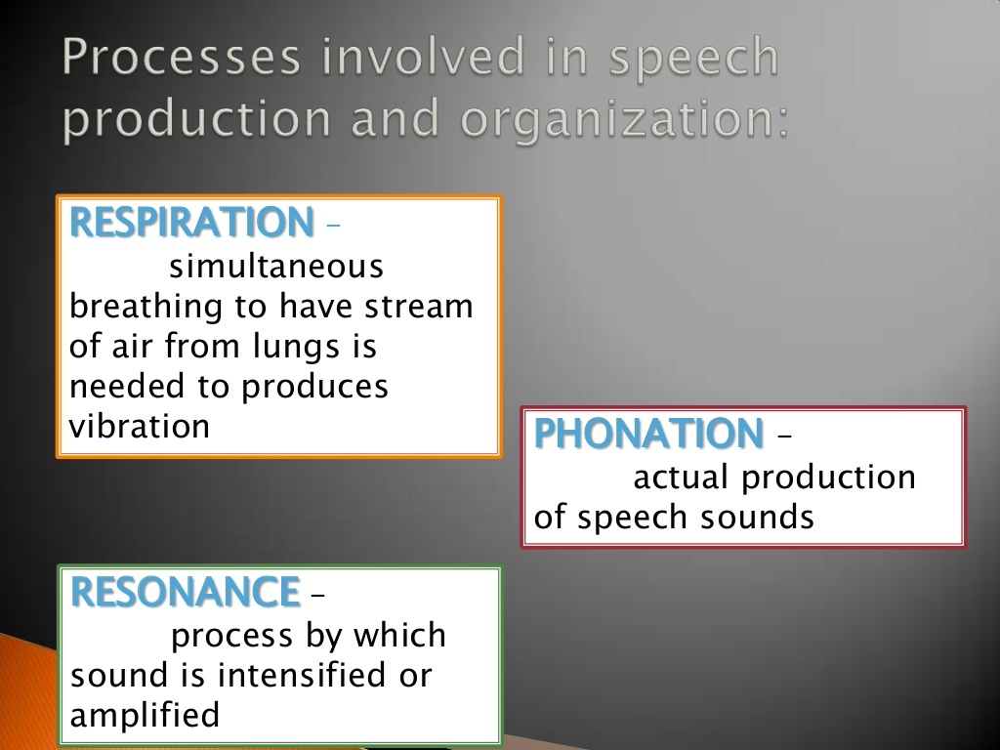 Processes involved in speech
production and organization:
RESPIRATION –
simultaneous
breathing to have stream
of air from lungs is
needed to produces
vibration
PHONATION –
actual production
of speech sounds
RESONANCE –
process by which
sound is intensified or
amplified